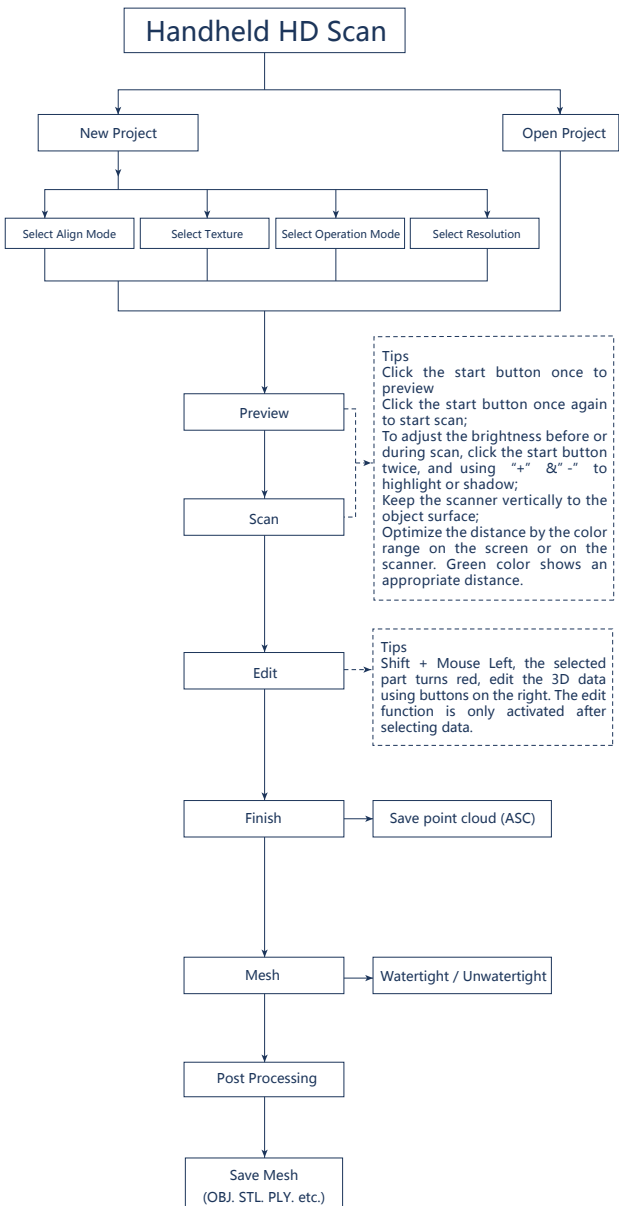 Handheld HD Scan
New Project
Open Project
Select Align Mode
Select Texture
Select Operation Mode
Select Resolution
Preview
Tips
Click the start button once to
preview
Click the start button once again
to start scan;
To adjust the brightness before or
during scan, click the start button
twice, and using “+” &” -” to
highlight or shadow;
Keep the scanner vertically to the
object surface;
Optimize the distance by the color
range on the screen or on the
scanner. Green color shows an
appropriate distance.
Scan
Edit
Tips
Shift + Mouse Left, the selected
part turns red, edit the 3D data
using buttons on the right. The edit
function is only activated after
selecting data.
Finish
Save point cloud (ASC)
Mesh
Watertight / Unwatertight
Post Processing
Save Mesh
(OBJ. STL. PLY. etc.)